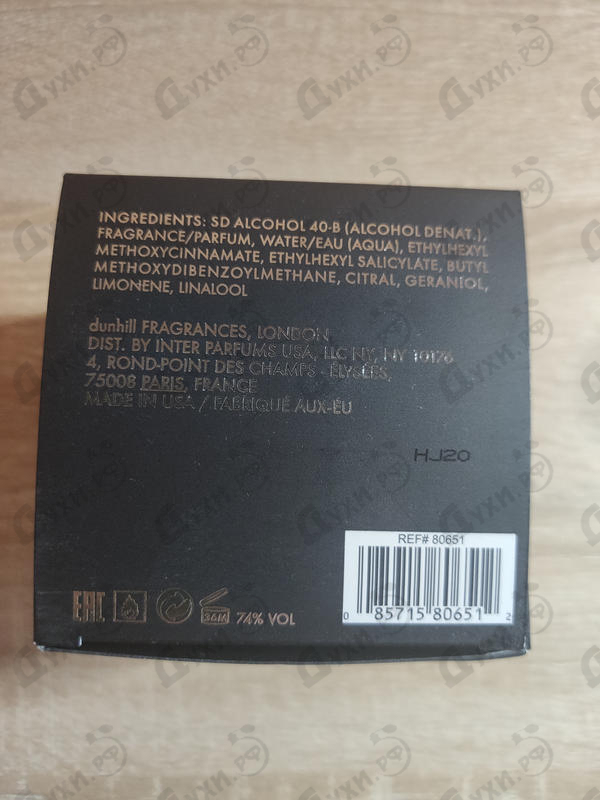 INGREDIENTS: SD ALCOHOL 40-B (ALCOHOL DENAT.),
FRAGRANCE/PARFUM, WATER/EAU (AQUA), ETHYLHEXYL
METHOXYCINNAMATE, ETHYLHEXYL SALICYLATE, BUTYL
METHOXYDIBENZOYLMETHANE, CITRAL, GERANIOL,
LIMONENE, LINALOOL
dunhill FRAGRANCES, LONDON
DIST. BY INTER PARFUMS USA, LLC NY, NY 10176
4, ROND-POINT DES CHAMPS - ÉLYSÉES,
75008 PARIS, FRANCE
MADE IN USA / FABRIQUÉ AUX-ÉU
HJ20
REF# 80651
0 85715 80651 2
EAC 36M 74% VOL
Духи.рф